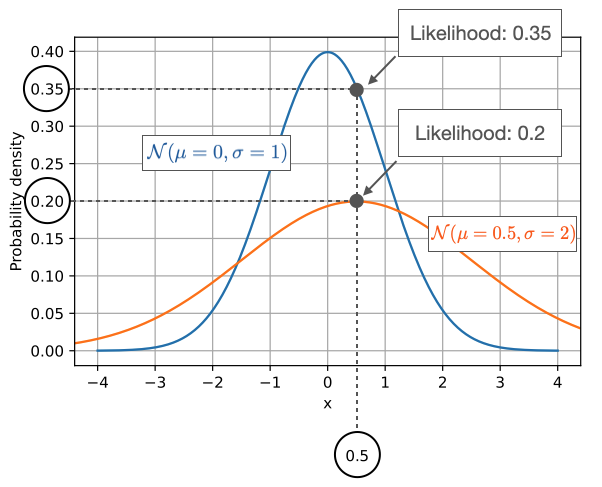 Likelihood: 0.35
0.40
0.35
0.30
Likelihood: 0.2
𝒩(μ = 0, σ = 1)
0.25
0.20
0.15
𝒩(μ = 0.5, σ = 2)
0.10
0.05
0.00
Probability density
−4 −3 −2 −1 0 1 2 3 4
x
0.5